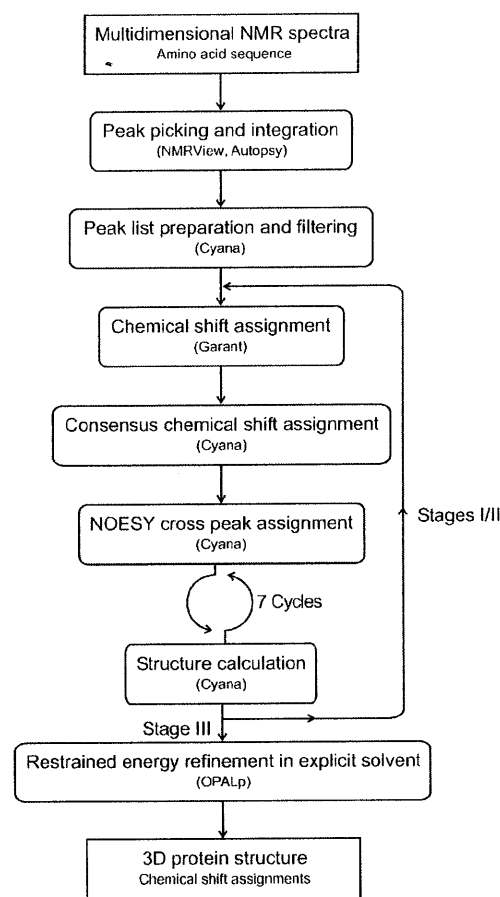 Multidimensional NMR spectra
Amino acid sequence
Peak picking and integration
(NMRView, Autopsy)
Peak list preparation and filtering
(Cyana)
Chemical shift assignment
(Garant)
Consensus chemical shift assignment
(Cyana)
NOESY cross peak assignment
(Cyana)
Stages I/II
7 Cycles
Structure calculation
(Cyana)
Stage III
Restrained energy refinement in explicit solvent
(OPALp)
3D protein structure
Chemical shift assignments